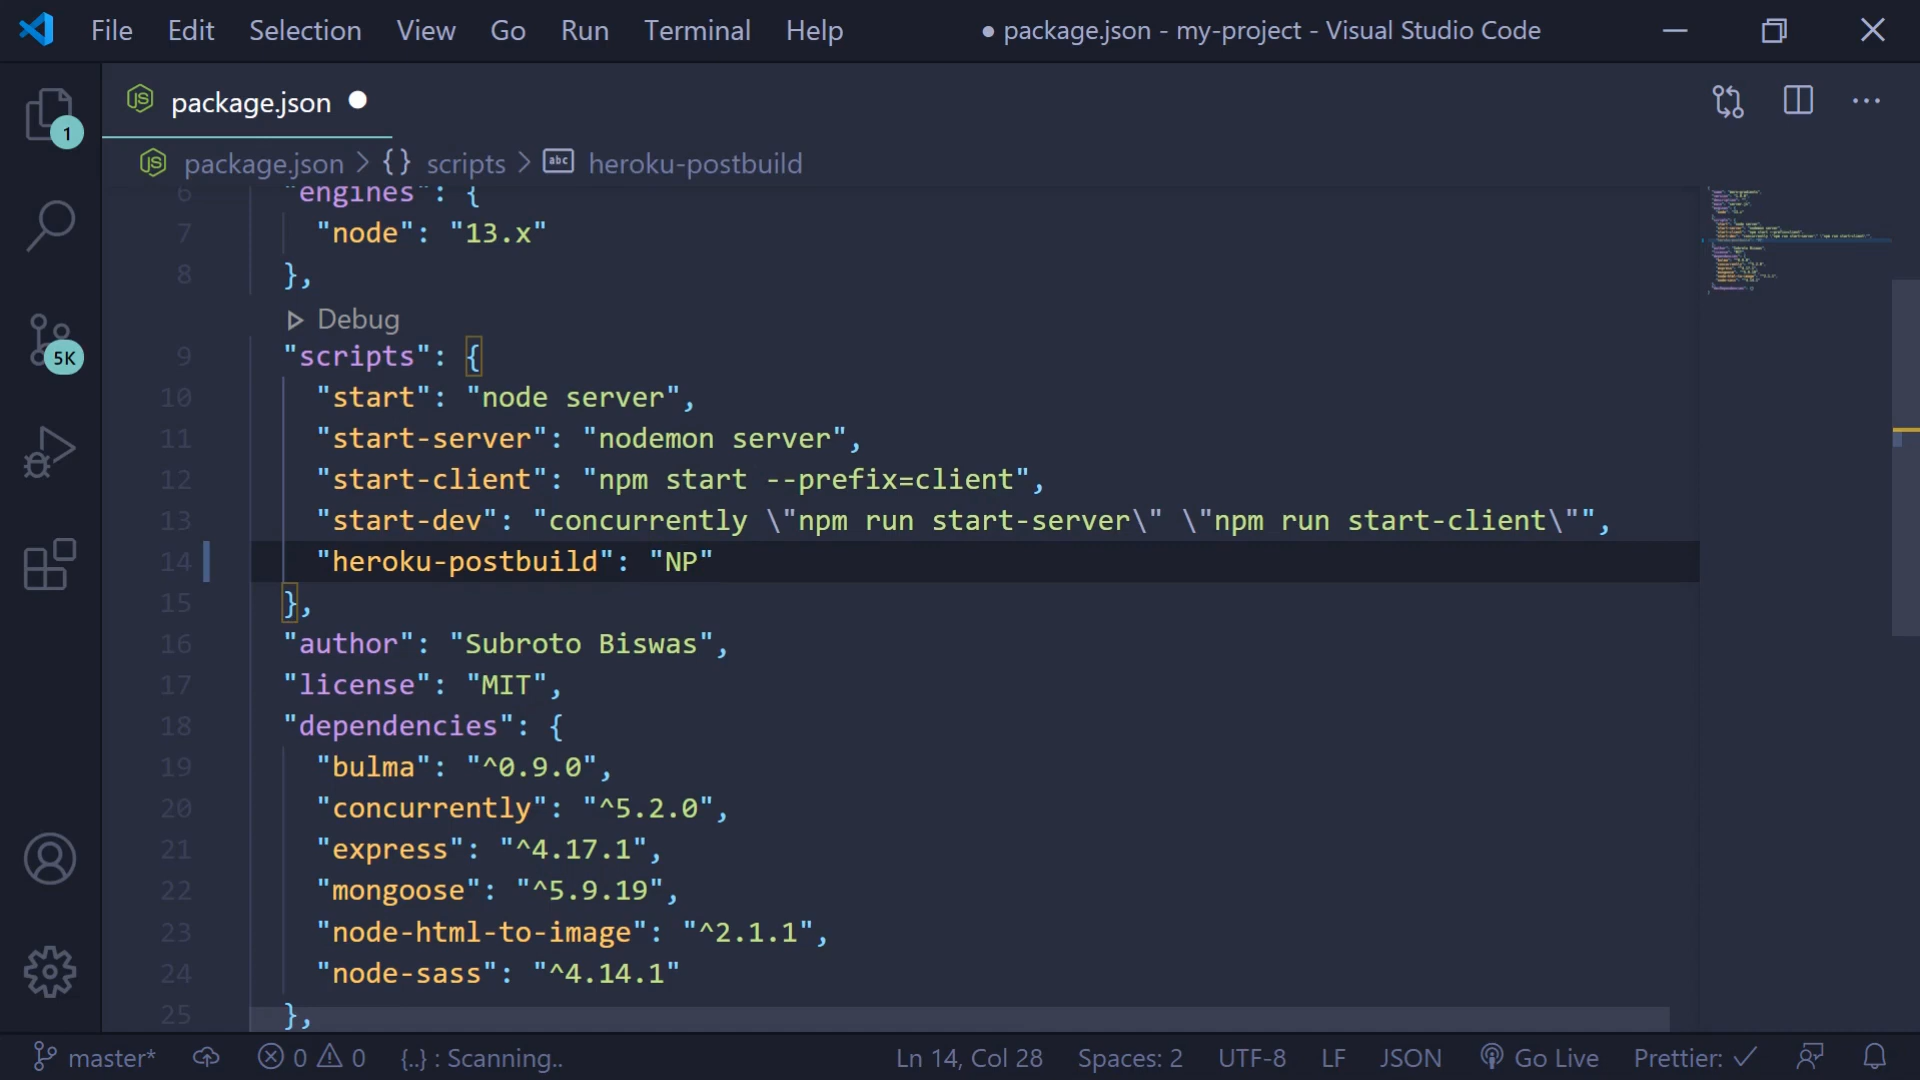 File Edit Selection View Go Run Terminal Help ● package.json - my-project - Visual Studio Code
package.json
package.json > {} scripts > abc heroku-postbuild
1
5K
6 "engines": {
7 "node": "13.x"
8 },
Debug
9 "scripts": {
10 "start": "node server",
11 "start-server": "nodemon server",
12 "start-client": "npm start --prefix=client",
13 "start-dev": "concurrently \"npm run start-server\" \"npm run start-client\"",
14 "heroku-postbuild": "NP"
15 },
16 "author": "Subroto Biswas",
17 "license": "MIT",
18 "dependencies": {
19 "bulma": "^0.9.0",
20 "concurrently": "^5.2.0",
21 "express": "^4.17.1",
22 "mongoose": "^5.9.19",
23 "node-html-to-image": "^2.1.1",
24 "node-sass": "^4.14.1"
25 },
master* 0 0 {..} : Scanning.. Ln 14, Col 28 Spaces: 2 UTF-8 LF JSON Go Live Prettier: ✓